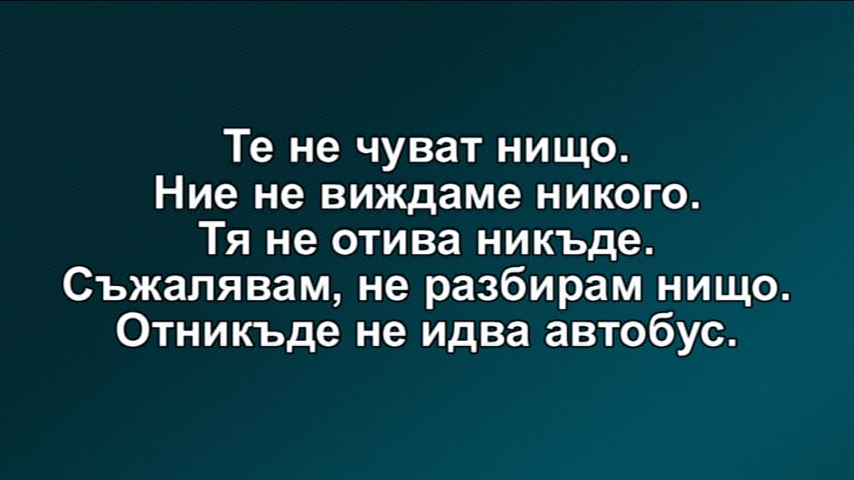 Те не чуват нищо.
Ние не виждаме никого.
Тя не отива никъде.
Съжалявам, не разбирам нищо.
Отникъде не идва автобус.